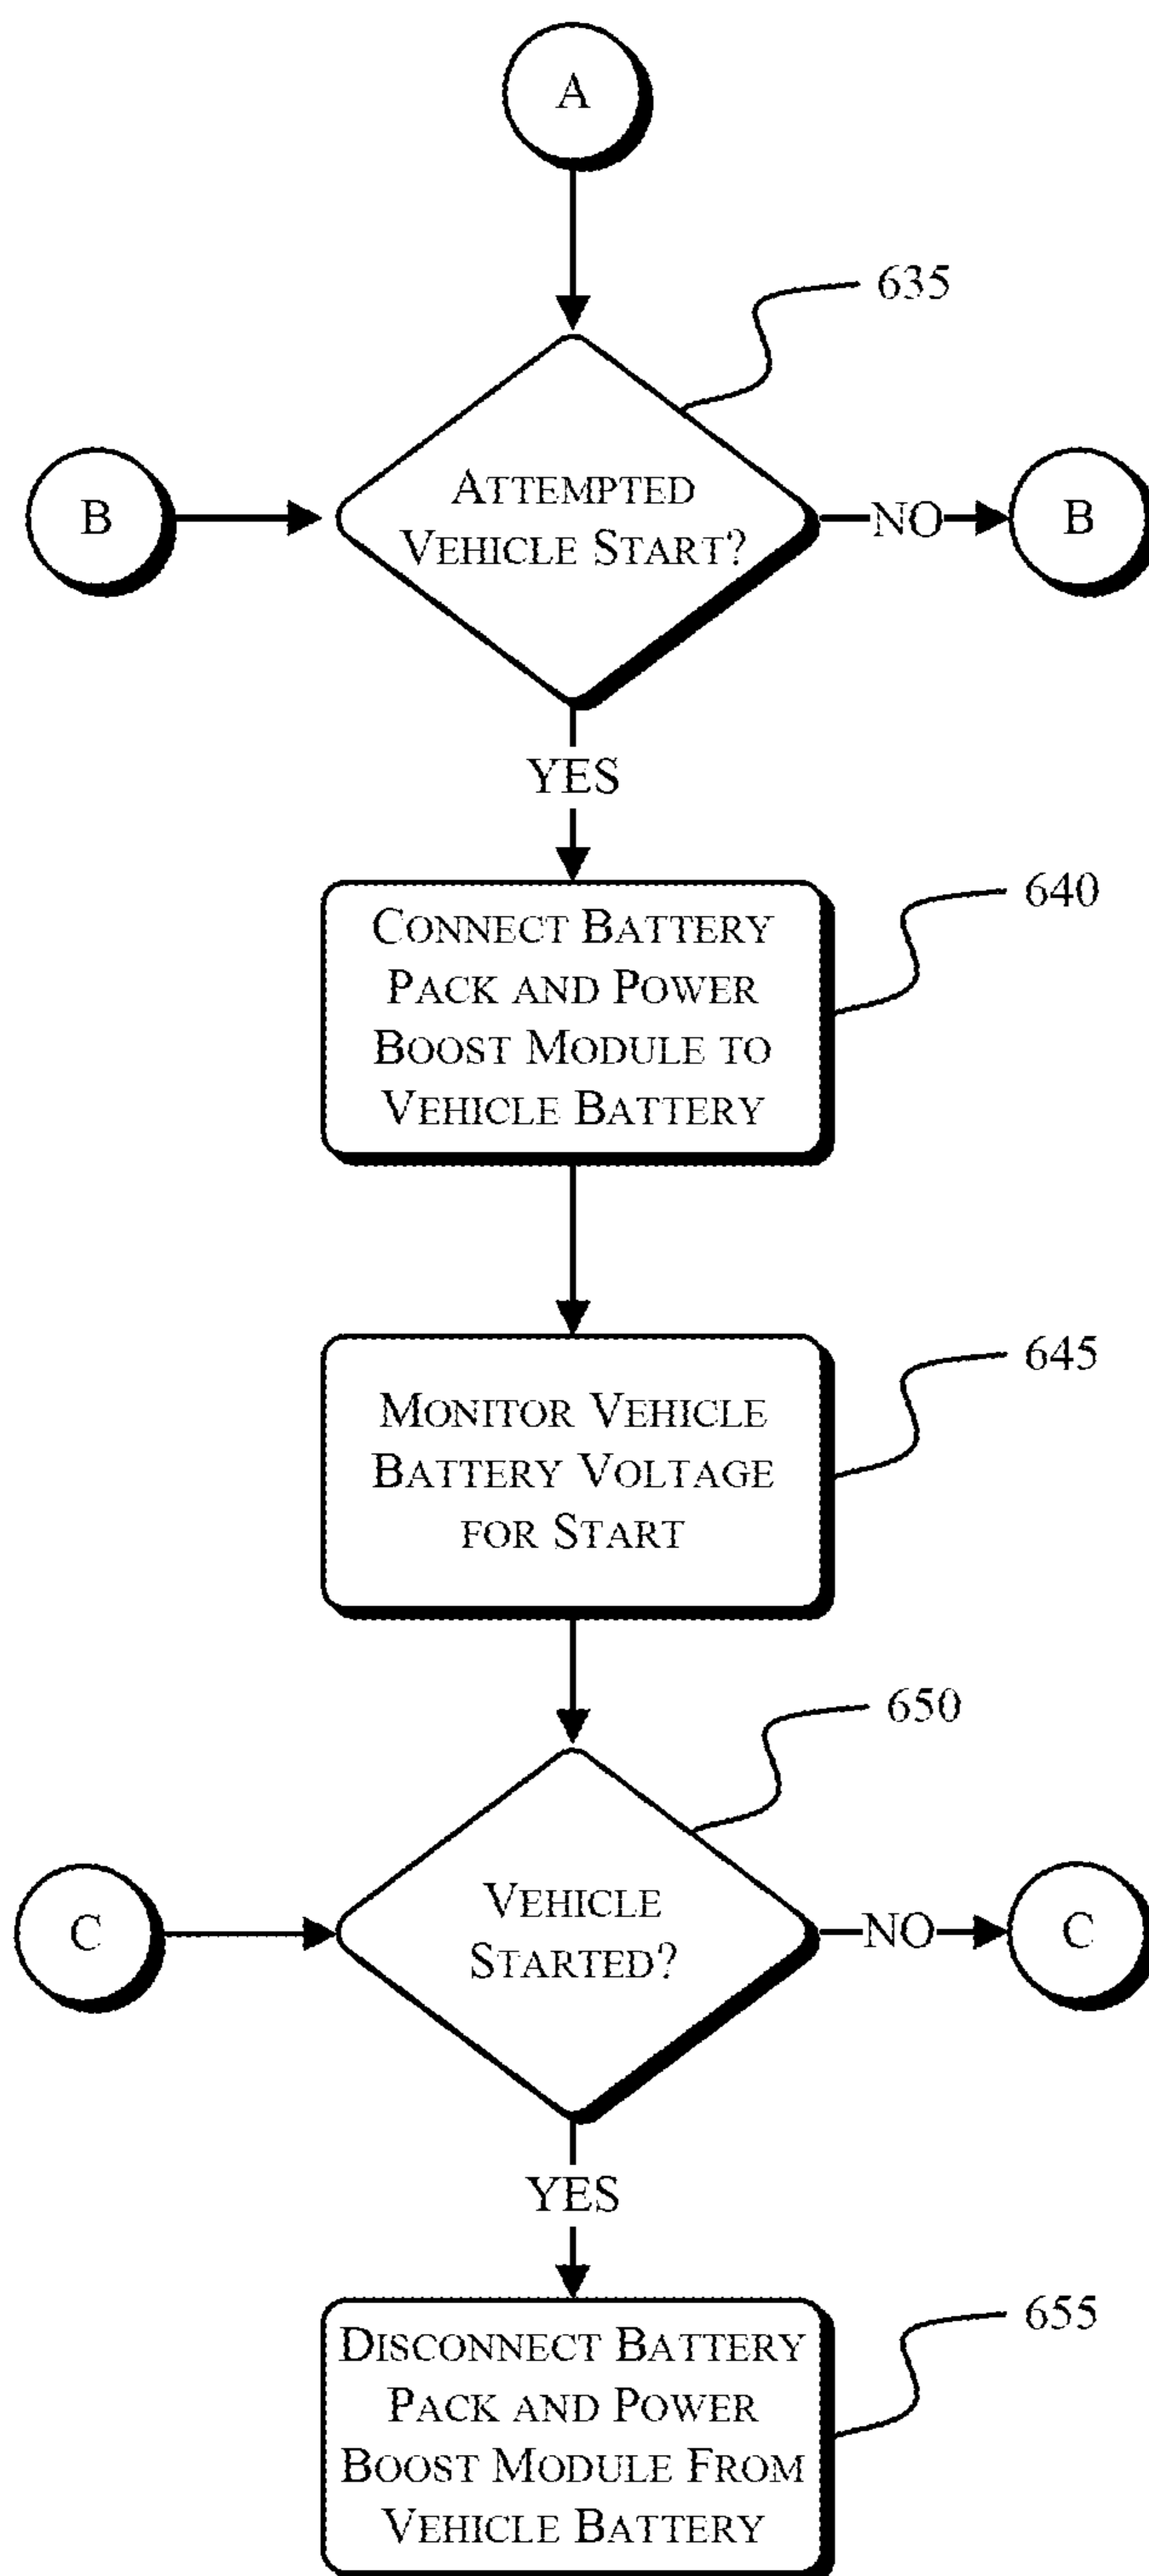 A
635
B
ATTEMPTED
VEHICLE START?
NO
B
YES
640
CONNECT BATTERY
PACK AND POWER
BOOST MODULE TO
VEHICLE BATTERY
645
MONITOR VEHICLE
BATTERY VOLTAGE
FOR START
650
C
VEHICLE
STARTED?
NO
C
YES
655
DISCONNECT BATTERY
PACK AND POWER
BOOST MODULE FROM
VEHICLE BATTERY